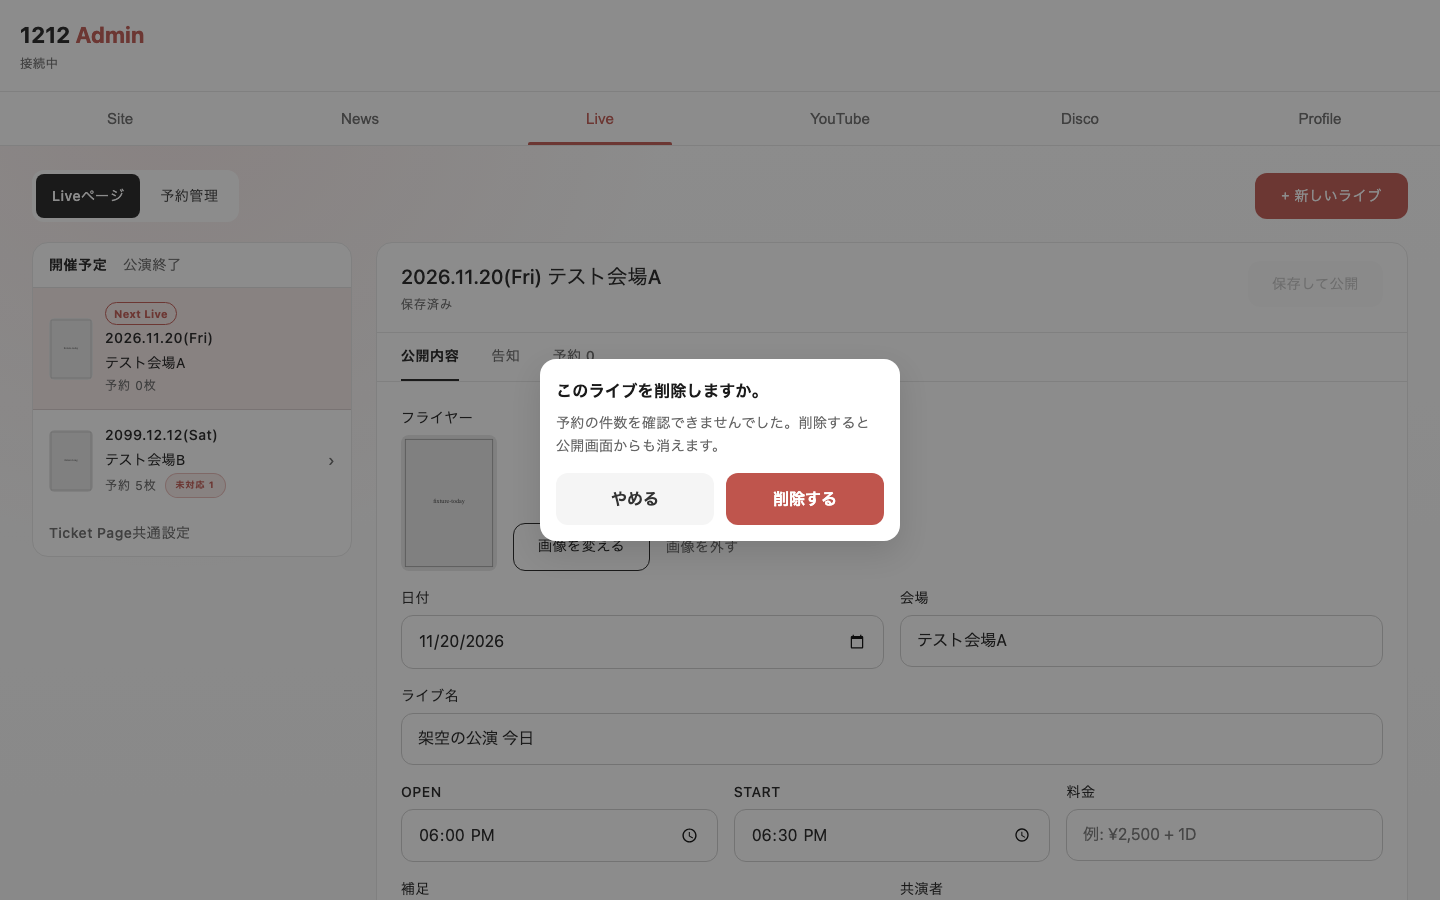 1212 Admin
接続中
Site
News
Live
YouTube
Disco
Profile
Liveページ
予約管理
+ 新しいライブ
開催予定
公演終了
Next Live
2026.11.20(Fri)
テスト会場A
予約 0枚
2099.12.12(Sat)
テスト会場B
予約 5枚
未対応 1
Ticket Page共通設定
2026.11.20(Fri) テスト会場A
保存済み
保存して公開
公開内容
告知
予約 0
このライブを削除しますか。
予約の件数を確認できませんでした。削除すると
公開画面からも消えます。
やめる
削除する
フライヤー
画像を変える
画像を外す
日付
11/20/2026
会場
テスト会場A
ライブ名
架空の公演 今日
OPEN
06:00 PM
START
06:30 PM
料金
例: ¥2,500 + 1D
補足
共演者